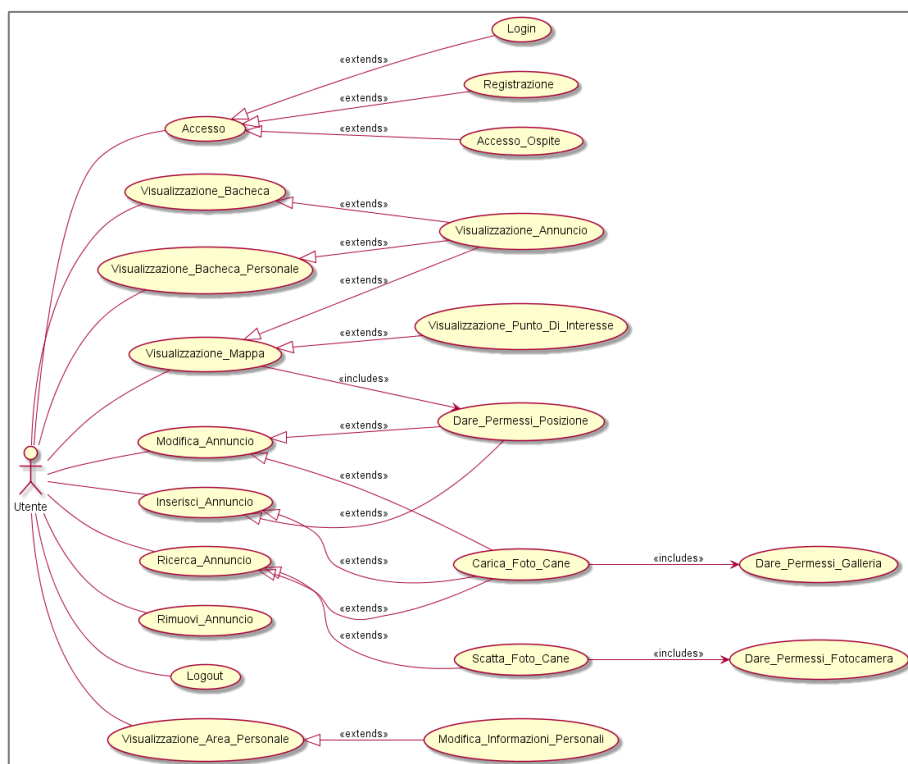 Login
«extends»
Registrazione
«extends»
Accesso
«extends»
Accesso_Ospite
Visualizzazione_Bacheca
«extends»
Visualizzazione_Annuncio
«extends»
Visualizzazione_Bacheca_Personale
«extends»
Visualizzazione_Punto_Di_Interesse
«extends»
Visualizzazione_Mappa
«includes»
Dare_Permessi_Posizione
«extends»
Modifica_Annuncio
«extends»
Inserisci_Annuncio
«extends»
Utente
«extends»
Ricerca_Annuncio
Carica_Foto_Cane
«includes»
Dare_Permessi_Galleria
«extends»
Rimuovi_Annuncio
«extends»
Scatta_Foto_Cane
«includes»
Dare_Permessi_Fotocamera
Logout
Visualizzazione_Area_Personale
«extends»
Modifica_Informazioni_Personali